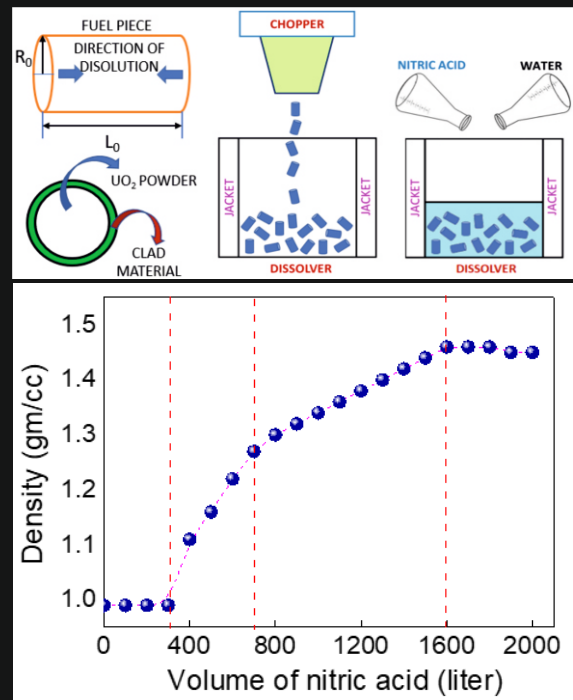 FUEL PIECE
DIRECTION OF
DISOLUTION
R0
L0
UO2 POWDER
CLAD
MATERIAL
CHOPPER
JACKET
JACKET
DISSOLVER
NITRIC ACID
WATER
JACKET
JACKET
DISSOLVER
Density (gm/cc)
1.5
1.4
1.3
1.2
1.1
1.0
0 400 800 1200 1600 2000
Volume of nitric acid (liter)